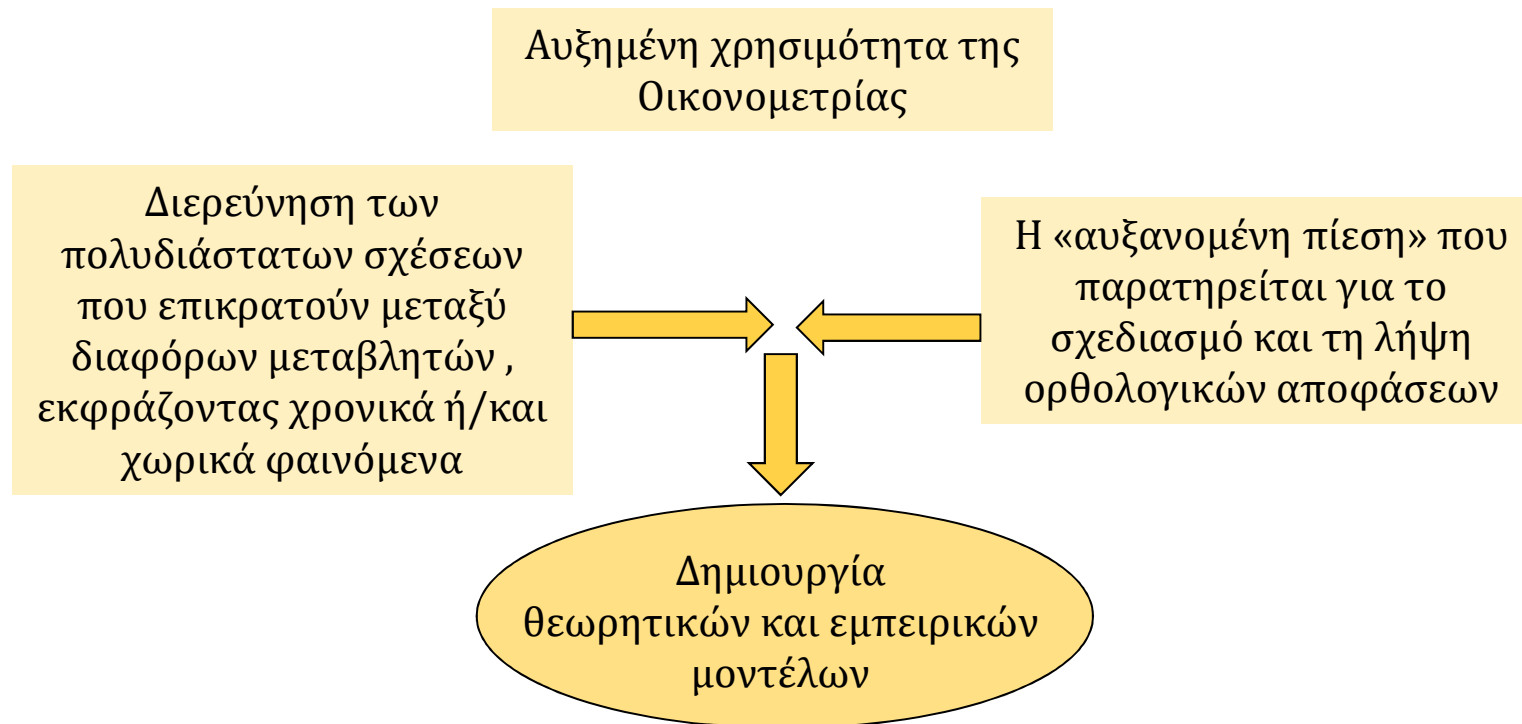 Αυξημένη χρησιμότητα της
Οικονομετρίας
Διερεύνηση των
πολυδιάστατων σχέσεων
που επικρατούν μεταξύ
διαφόρων μεταβλητών ,
εκφράζοντας χρονικά ή/και
χωρικά φαινόμενα
Η «αυξανομένη πίεση» που
παρατηρείται για το
σχεδιασμό και τη λήψη
ορθολογικών αποφάσεων
Δημιουργία
θεωρητικών και εμπειρικών
μοντέλων